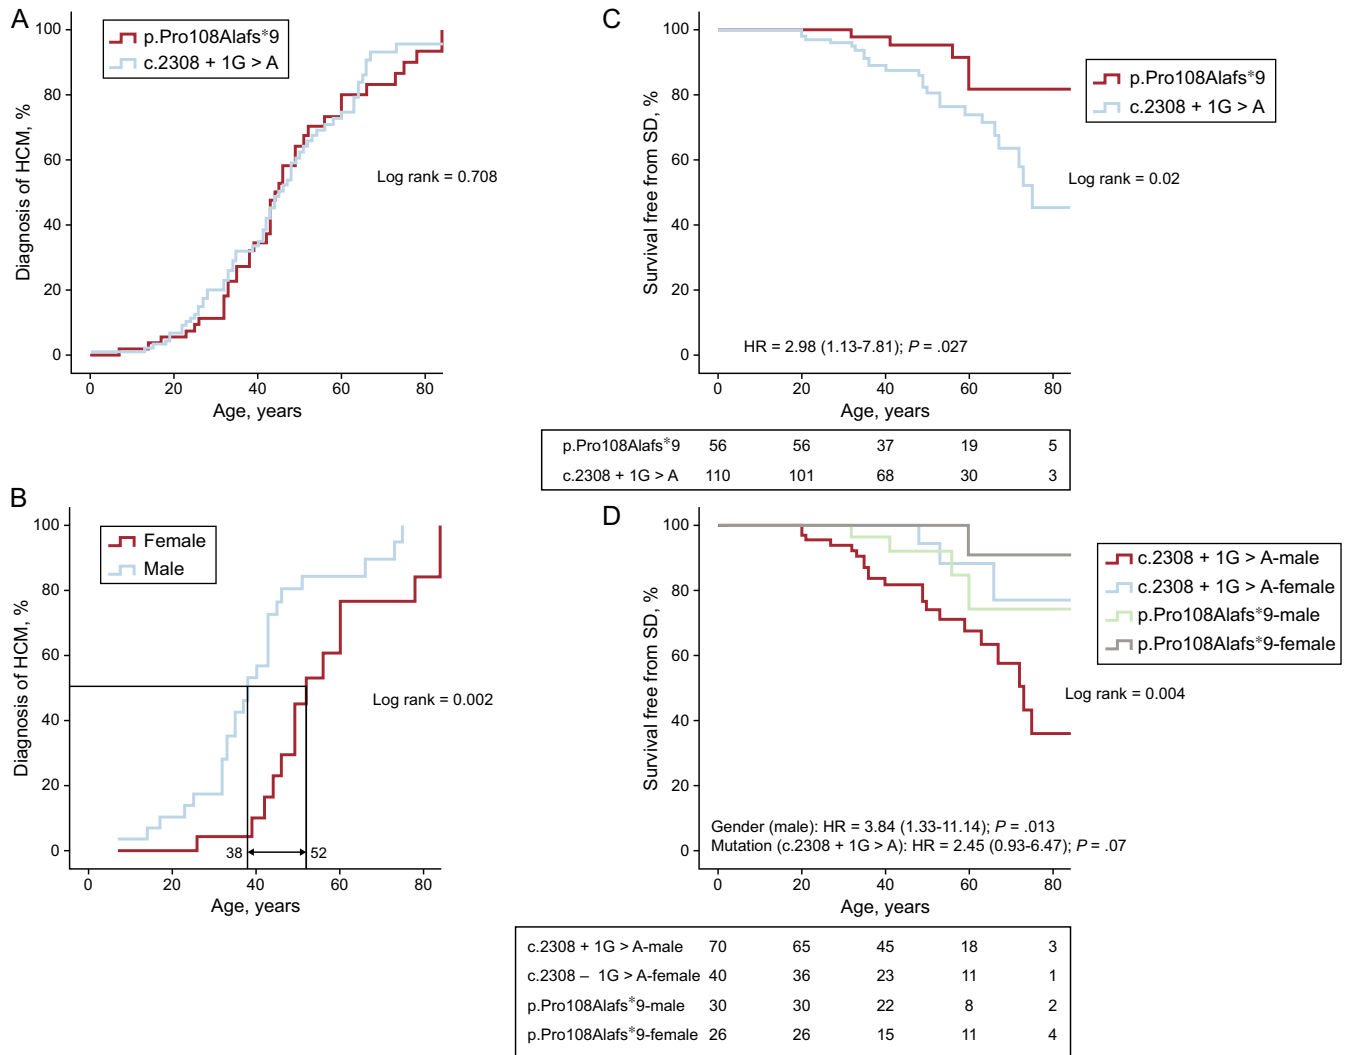 A
100
80
60
40
20
0
Diagnosis of HCM, %
p.Pro108Alafs*9
c.2308 + 1G > A
Log rank = 0.708
0 20 40 60 80
Age, years
C
100
80
60
40
20
0
Survival free from SD, %
p.Pro108Alafs*9
c.2308 + 1G > A
Log rank = 0.02
HR = 2.98 (1.13-7.81); P = .027
0 20 40 60 80
Age, years
p.Pro108Alafs*9 56 56 37 19 5
c.2308 + 1G > A 110 101 68 30 3
B
100
80
60
40
20
0
Diagnosis of HCM, %
Female
Male
Log rank = 0.002
38 52
0 20 40 60 80
Age, years
D
100
80
60
40
20
0
Survival free from SD, %
c.2308 + 1G > A-male
c.2308 + 1G > A-female
p.Pro108Alafs*9-male
p.Pro108Alafs*9-female
Log rank = 0.004
Gender (male): HR = 3.84 (1.33-11.14); P = .013
Mutation (c.2308 + 1G > A): HR = 2.45 (0.93-6.47); P = .07
0 20 40 60 80
Age, years
c.2308 + 1G > A-male 70 65 45 18 3
c.2308 – 1G > A-female 40 36 23 11 1
p.Pro108Alafs*9-male 30 30 22 8 2
p.Pro108Alafs*9-female 26 26 15 11 4